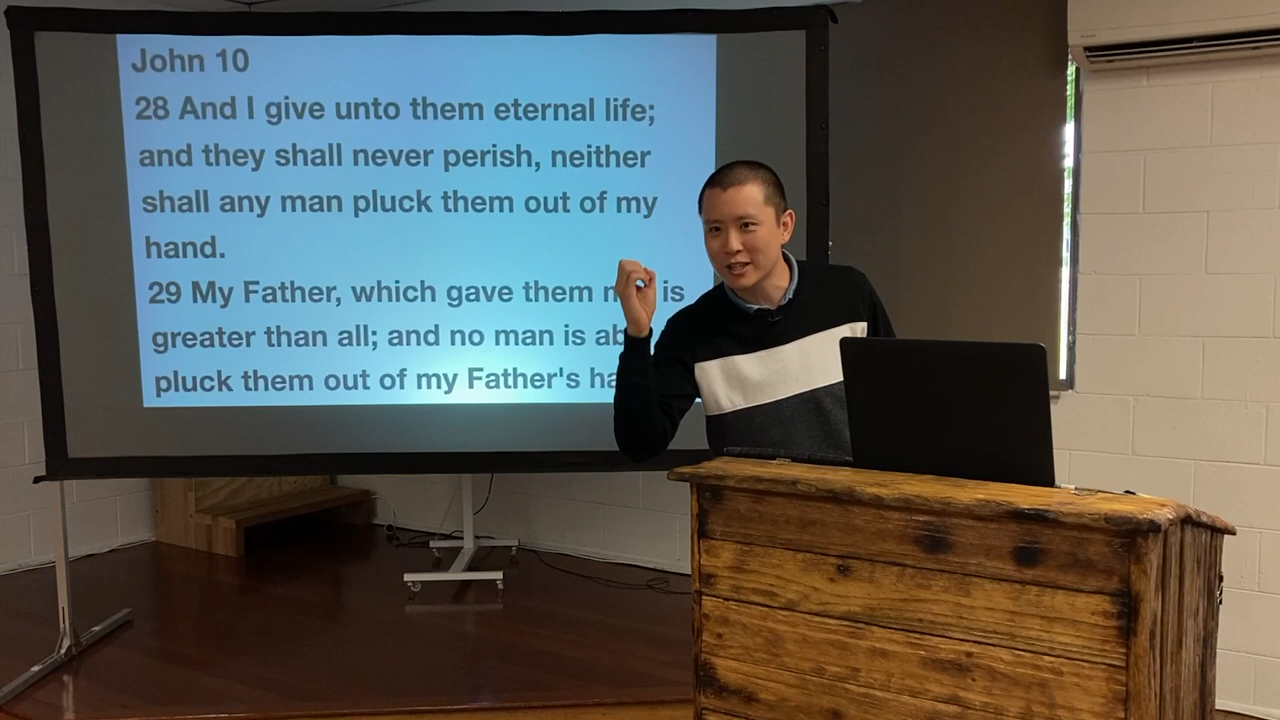 John 10
28 And I give unto them eternal life;
and they shall never perish, neither
shall any man pluck them out of my
hand.
29 My Father, which gave them is
greater than all; and no man is
pluck them out of my Father's